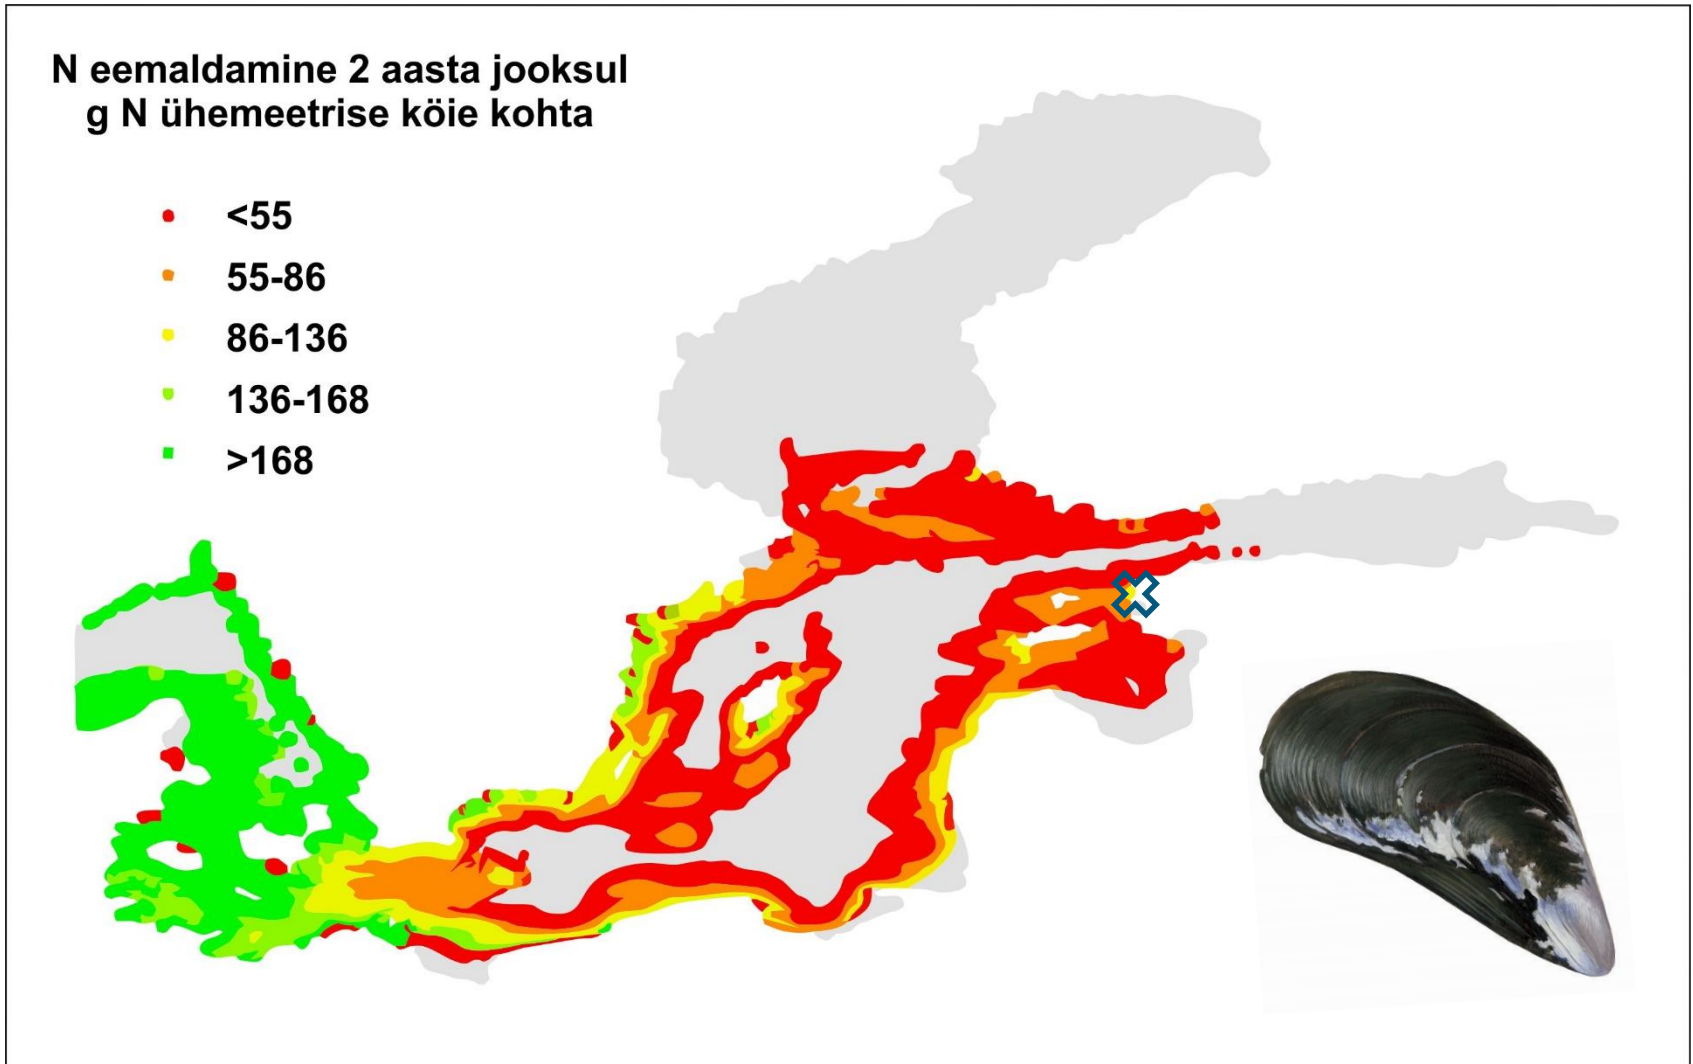 N eemaldamine 2 aasta jooksul
g N ühemeetrise köie kohta
<55
55-86
86-136
136-168
>168